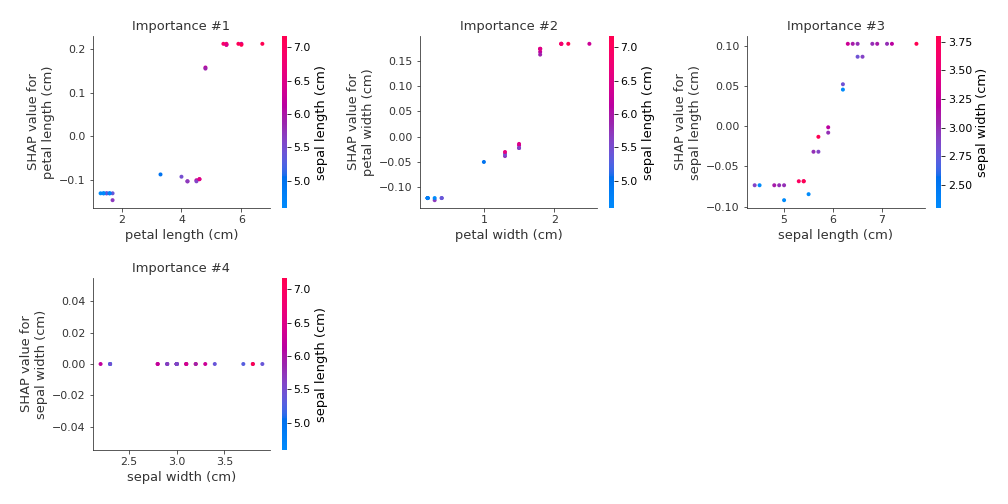 Importance #1
SHAP value for
petal length (cm)
0.2
0.1
0.0
−0.1
2
4
6
petal length (cm)
7.0
6.5
6.0
5.5
5.0
sepal length (cm)
Importance #2
SHAP value for
petal width (cm)
0.15
0.10
0.05
0.00
−0.05
−0.10
1
2
petal width (cm)
7.0
6.5
6.0
5.5
5.0
sepal length (cm)
Importance #3
SHAP value for
sepal length (cm)
0.10
0.05
0.00
−0.05
−0.10
5
6
7
sepal length (cm)
3.75
3.50
3.25
3.00
2.75
2.50
sepal width (cm)
Importance #4
SHAP value for
sepal width (cm)
0.04
0.02
0.00
−0.02
−0.04
2.5
3.0
3.5
sepal width (cm)
7.0
6.5
6.0
5.5
5.0
sepal length (cm)